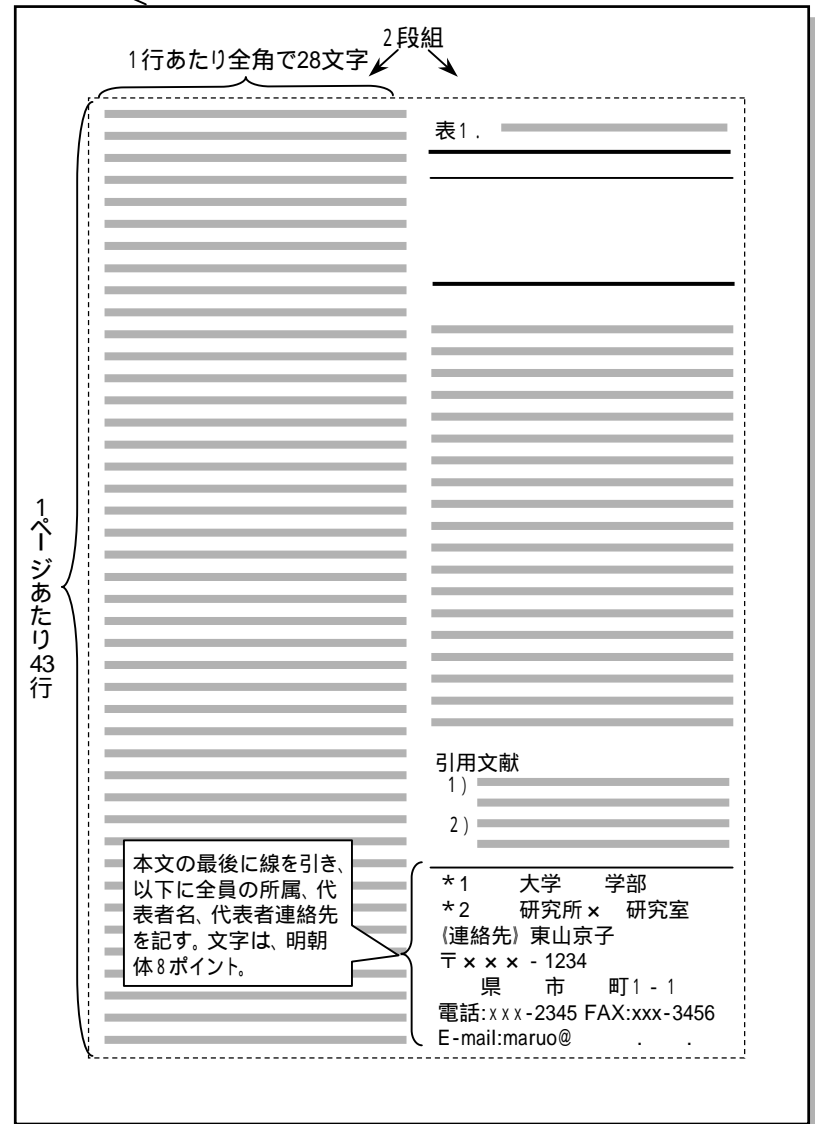 2段組
1行あたり全角で28文字
1ページあたり43行
表1.
引用文献
1)
2)
本文の最後に線を引き、
以下に全員の所属、代
表者名、代表者連絡先
を記す。文字は、明朝
体8ポイント。
*1 大学 学部
*2 研究所× 研究室
(連絡先) 東山京子
〒××× - 1234
県 市 町1 - 1
電話:xxx-2345 FAX:xxx-3456
E-mail:maruo@ . .